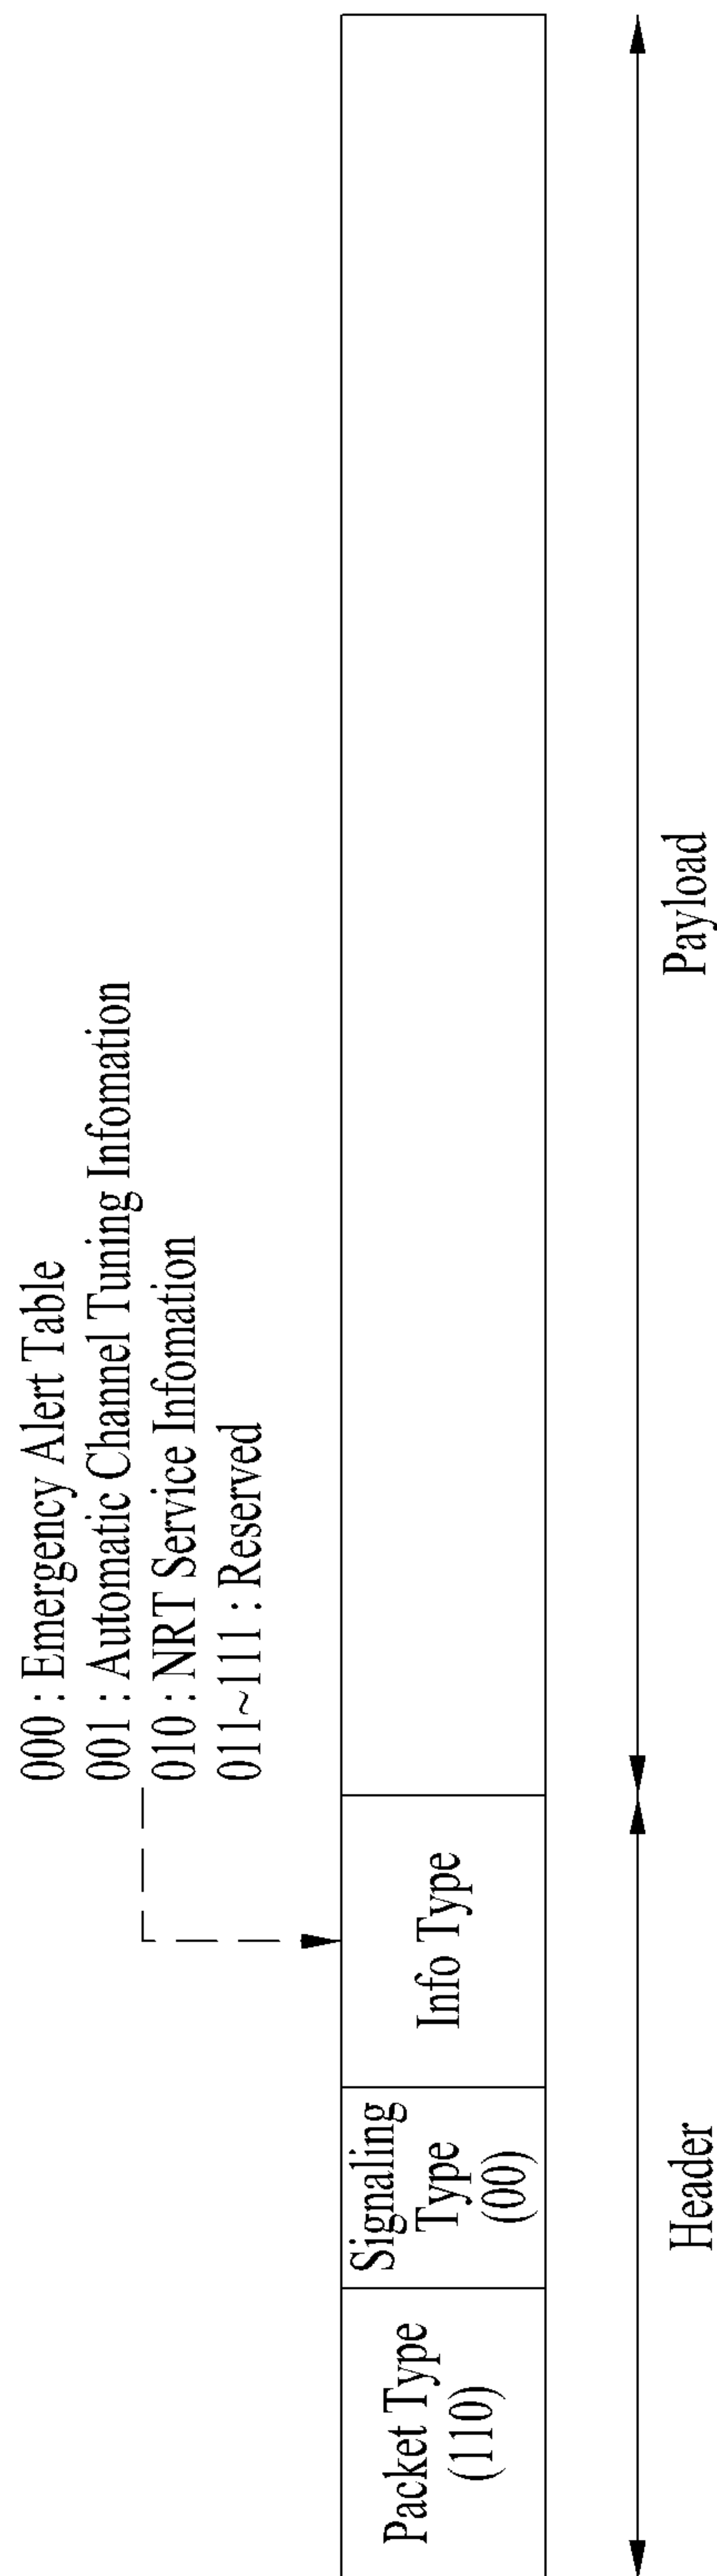 000 : Emergency Alert Table
001 : Automatic Channel Tuning Infomation
010 : NRT Service Infomation
011~111 : Reserved
Packet Type
(110)
Signaling
Type
(00)
Info Type
Header
Payload